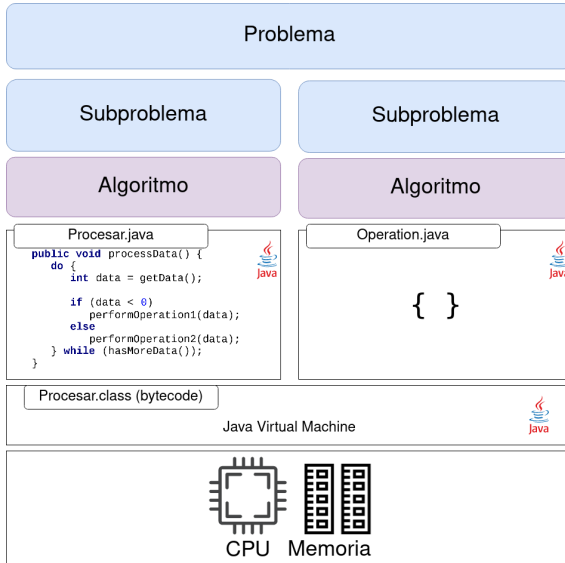 Problema
Subproblema
Subproblema
Algoritmo
Algoritmo
Procesar.java
public void processData() {
do {
int data = getData();
if (data < 0)
performOperation1(data);
else
performOperation2(data);
} while (hasMoreData());
}
Java
Operation.java
{ }
Java
Procesar.class (bytecode)
Java Virtual Machine
Java
CPU Memoria